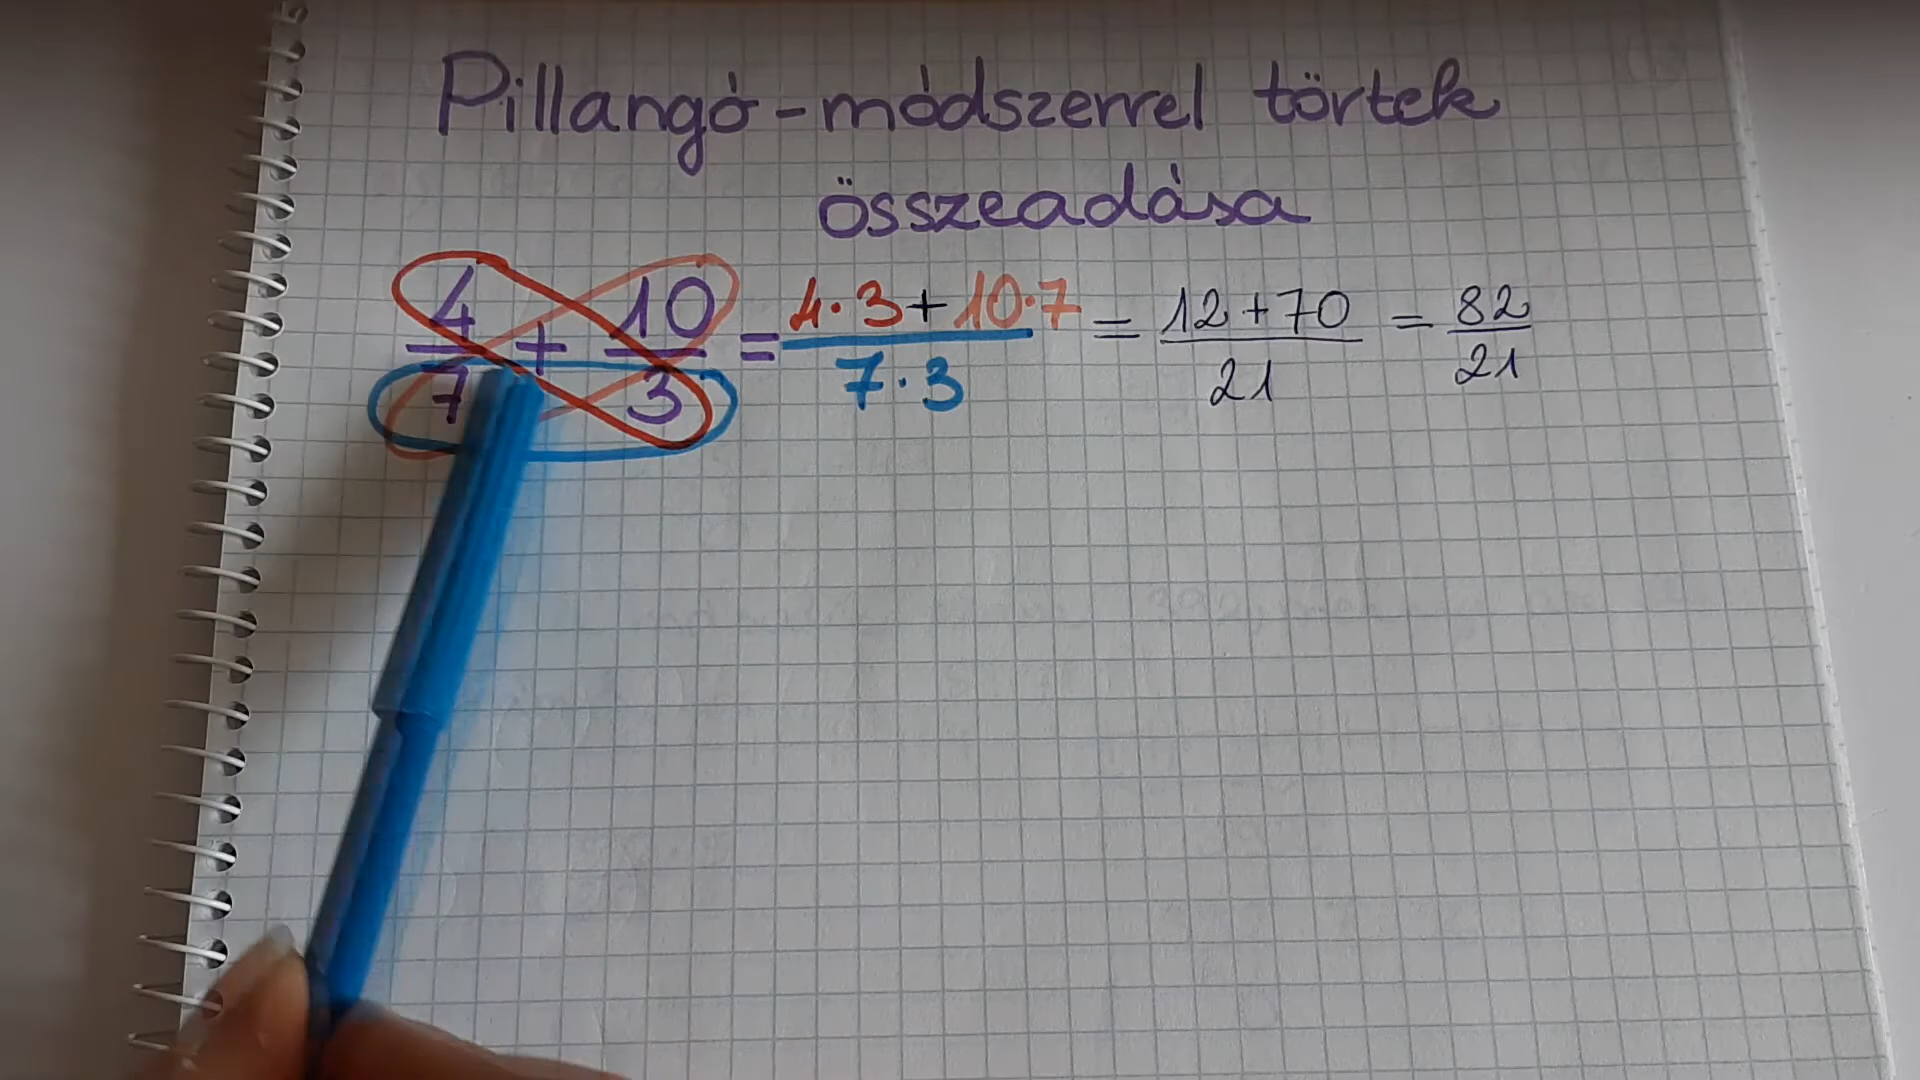 Pillangó-módszerrel törtek
összeadása
4/7 + 10/3 = (4·3+10·7)/(7·3) = (12+70)/21 = 82/21